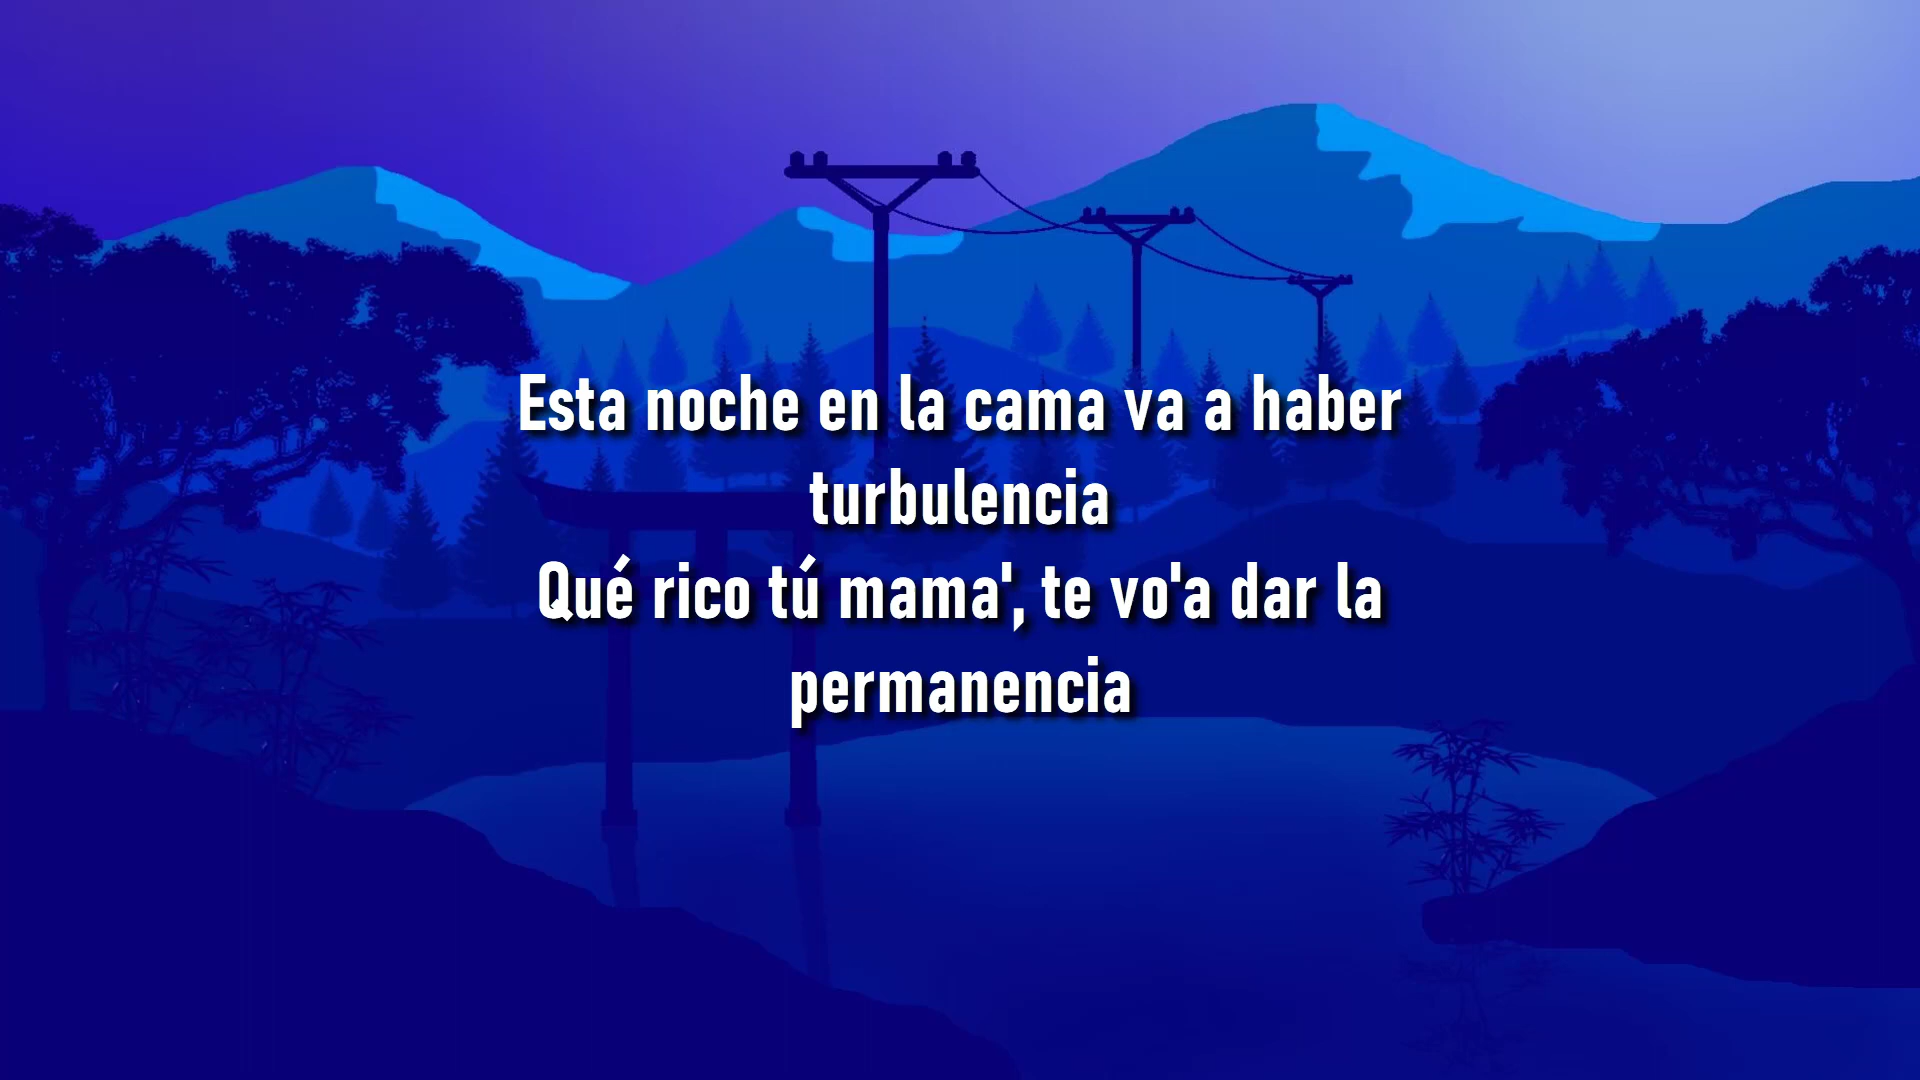 Esta noche en la cama va a haber
turbulencia
Qué rico tú mama', te vo'a dar la
permanencia